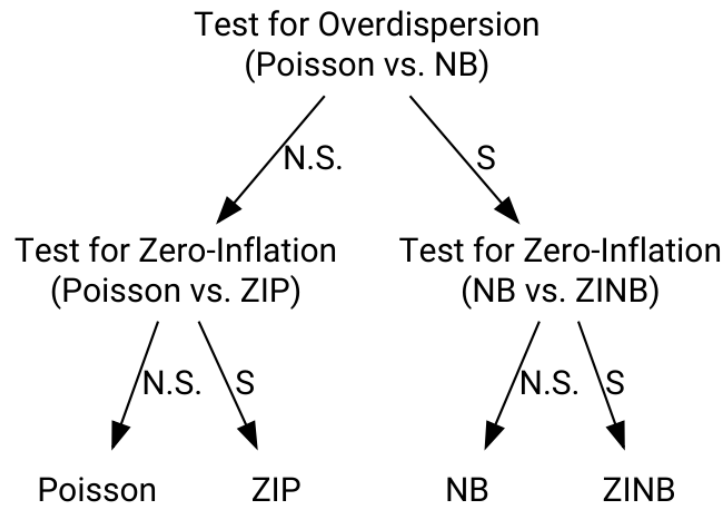 Test for Overdispersion
(Poisson vs. NB)
N.S.
S
Test for Zero-Inflation
(Poisson vs. ZIP)
Test for Zero-Inflation
(NB vs. ZINB)
N.S.
S
N.S.
S
Poisson
ZIP
NB
ZINB